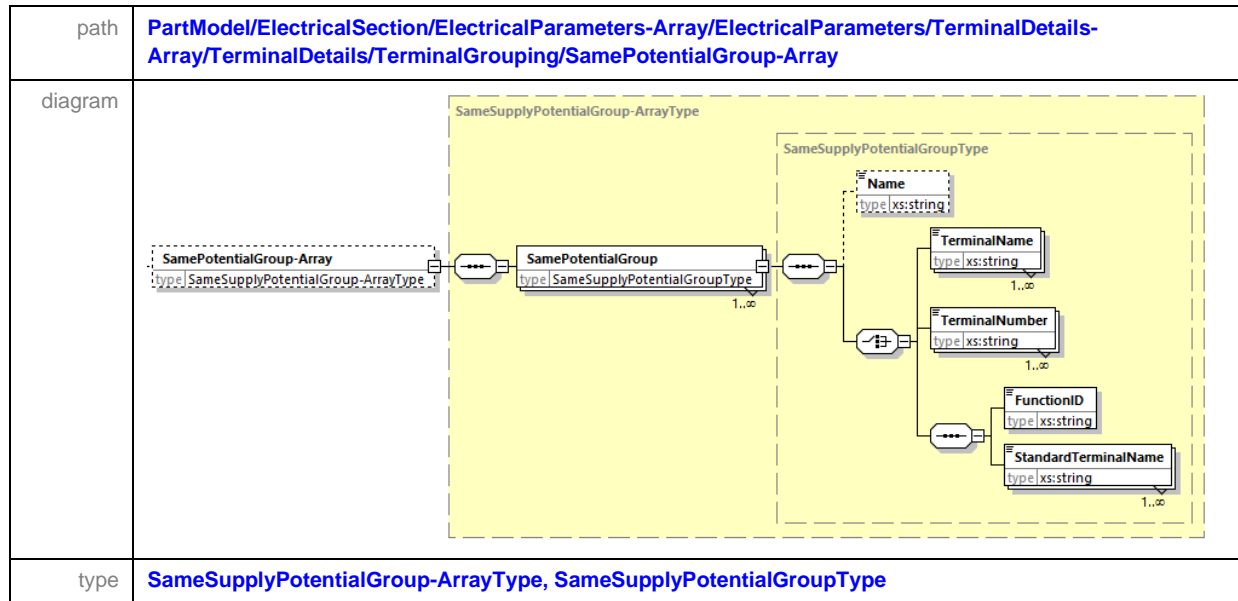 path
PartModel/ElectricalSection/ElectricalParameters-Array/ElectricalParameters/TerminalDetails-
Array/TerminalDetails/TerminalGrouping/SamePotentialGroup-Array
diagram
SameSupplyPotentialGroup-ArrayType
SameSupplyPotentialGroupType
Name
type xs:string
SamePotentialGroup-Array
type SameSupplyPotentialGroup-ArrayType
SamePotentialGroup
type SameSupplyPotentialGroupType
1..∞
TerminalName
type xs:string
1..∞
TerminalNumber
type xs:string
1..∞
FunctionID
type xs:string
StandardTerminalName
type xs:string
1..∞
type
SameSupplyPotentialGroup-ArrayType, SameSupplyPotentialGroupType